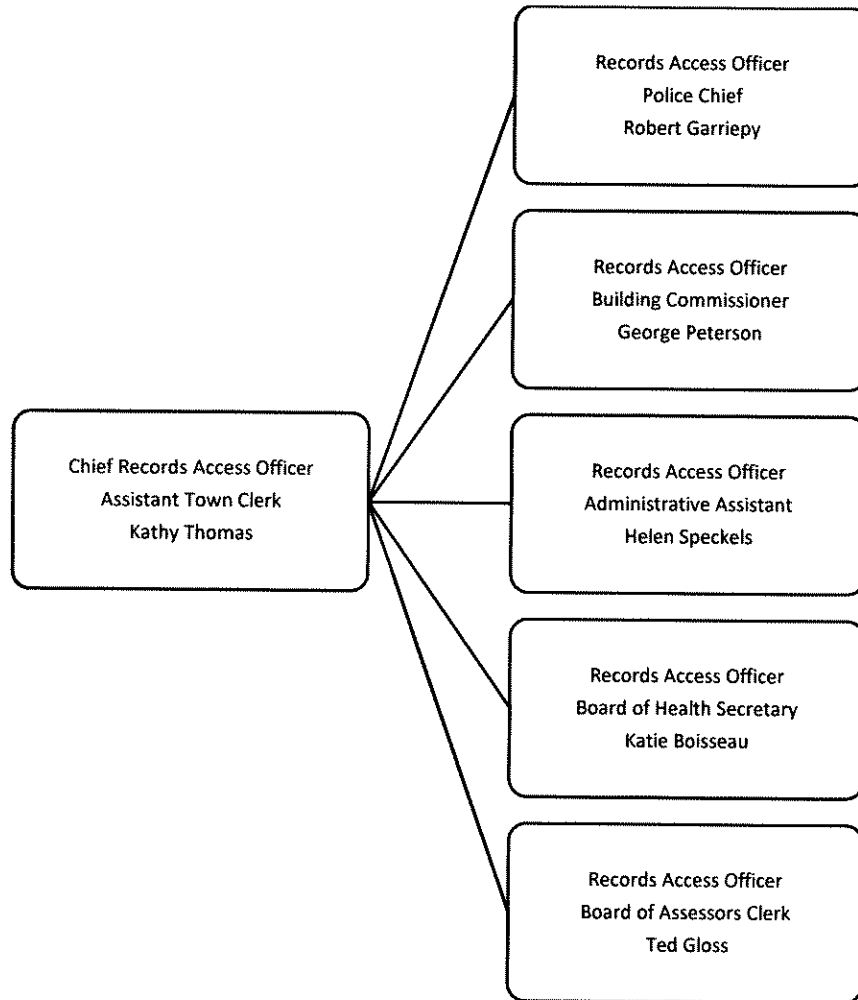 Records Access Officer
Police Chief
Robert Garriepy
Records Access Officer
Building Commissioner
George Peterson
Chief Records Access Officer
Assistant Town Clerk
Kathy Thomas
Records Access Officer
Administrative Assistant
Helen Speckels
Records Access Officer
Board of Health Secretary
Katie Boisseau
Records Access Officer
Board of Assessors Clerk
Ted Gloss